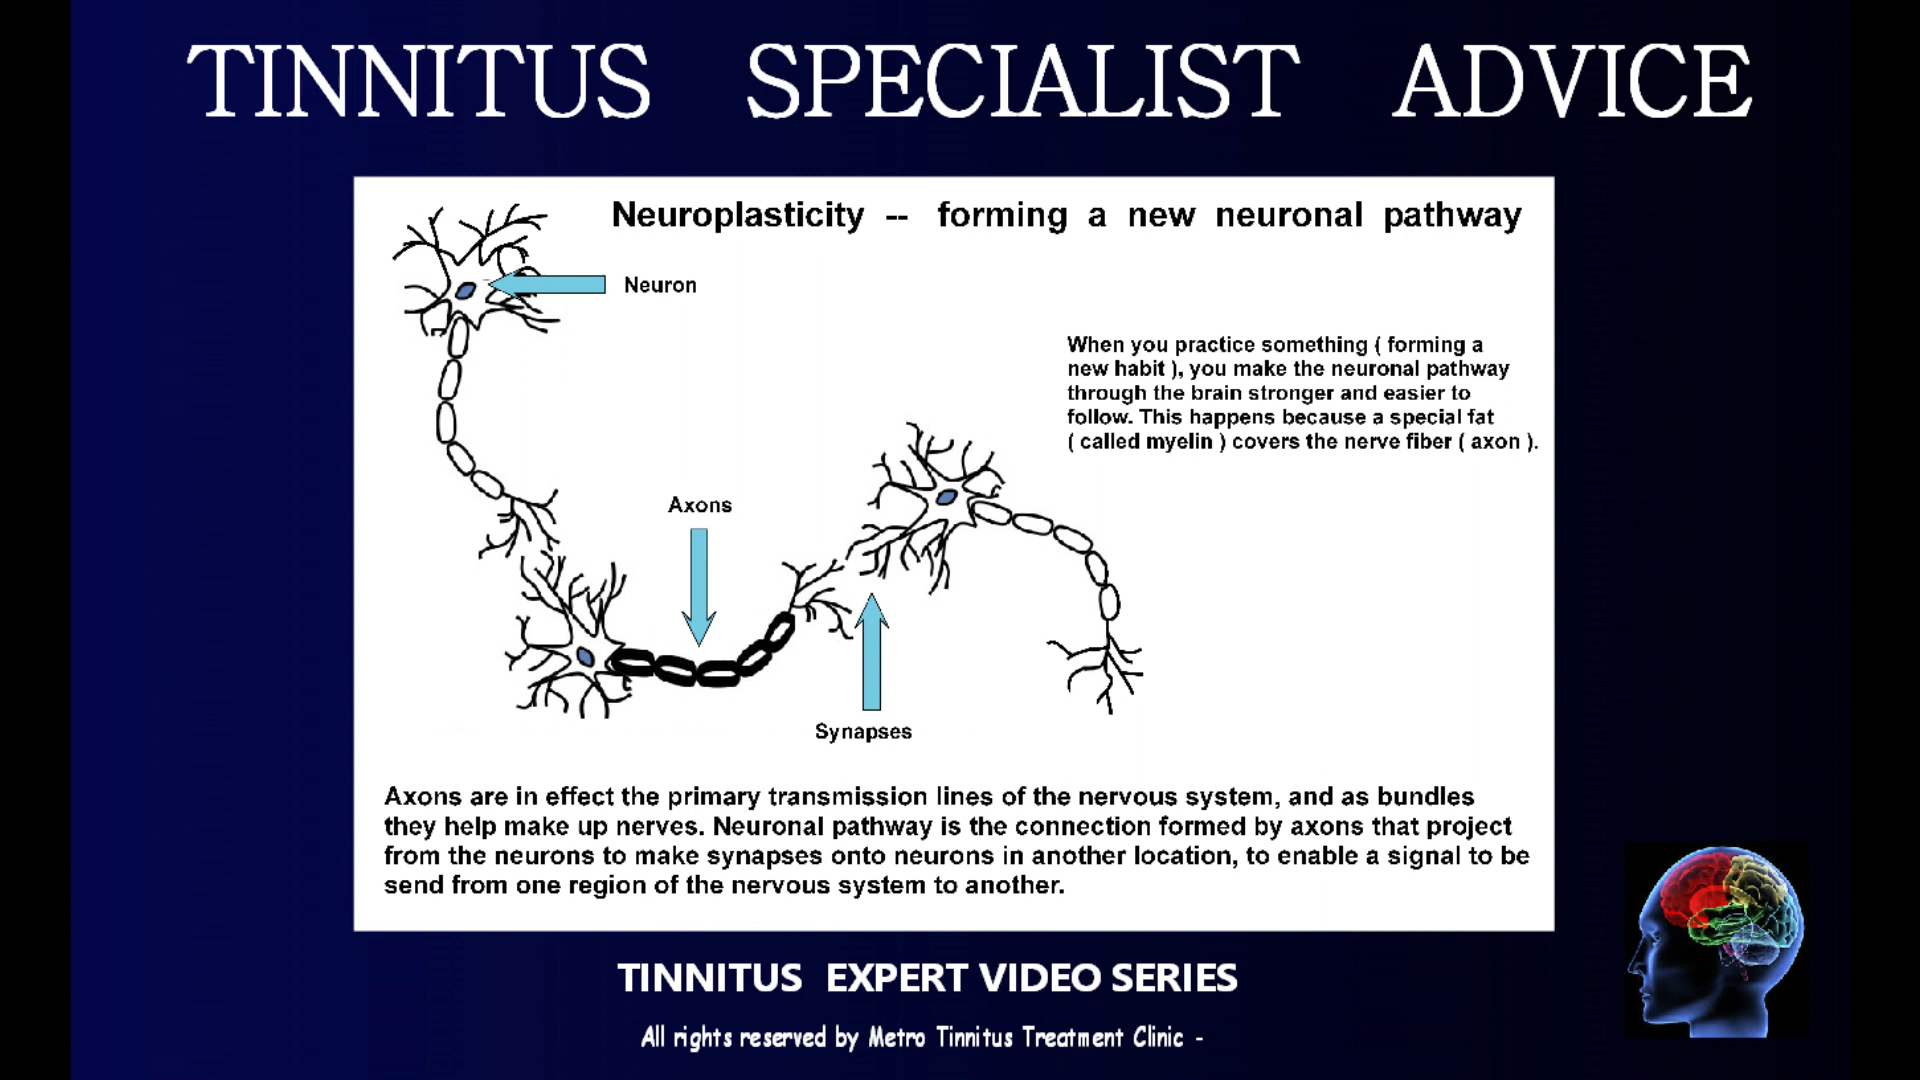 TINNITUS SPECIALIST ADVICE
Neuroplasticity -- forming a new neuronal pathway
Neuron
When you practice something ( forming a
new habit ), you make the neuronal pathway
through the brain stronger and easier to
follow. This happens because a special fat
( called myelin ) covers the nerve fiber ( axon ).
Axons
Synapses
Axons are in effect the primary transmission lines of the nervous system, and as bundles
they help make up nerves. Neuronal pathway is the connection formed by axons that project
from the neurons to make synapses onto neurons in another location, to enable a signal to be
send from one region of the nervous system to another.
TINNITUS EXPERT VIDEO SERIES
All rights reserved by Metro Tinnitus Treatment Clinic -